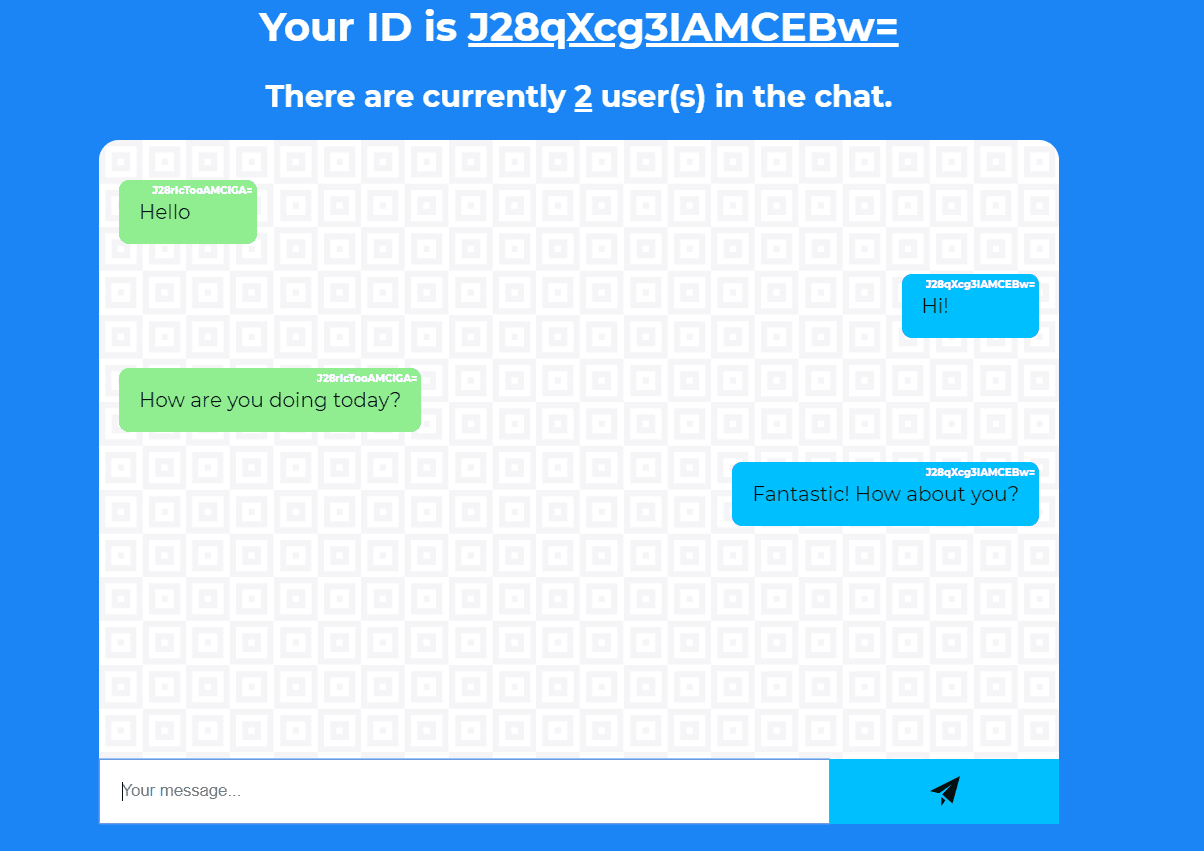 Your ID is J28qXcg3IAMCEBw=
There are currently 2 user(s) in the chat.
J28ricTooAMCIGA=
Hello
J28qXcg3IAMCEBw=
Hi!
J28ricTooAMCIGA=
How are you doing today?
J28qXcg3IAMCEBw=
Fantastic! How about you?
Your message...